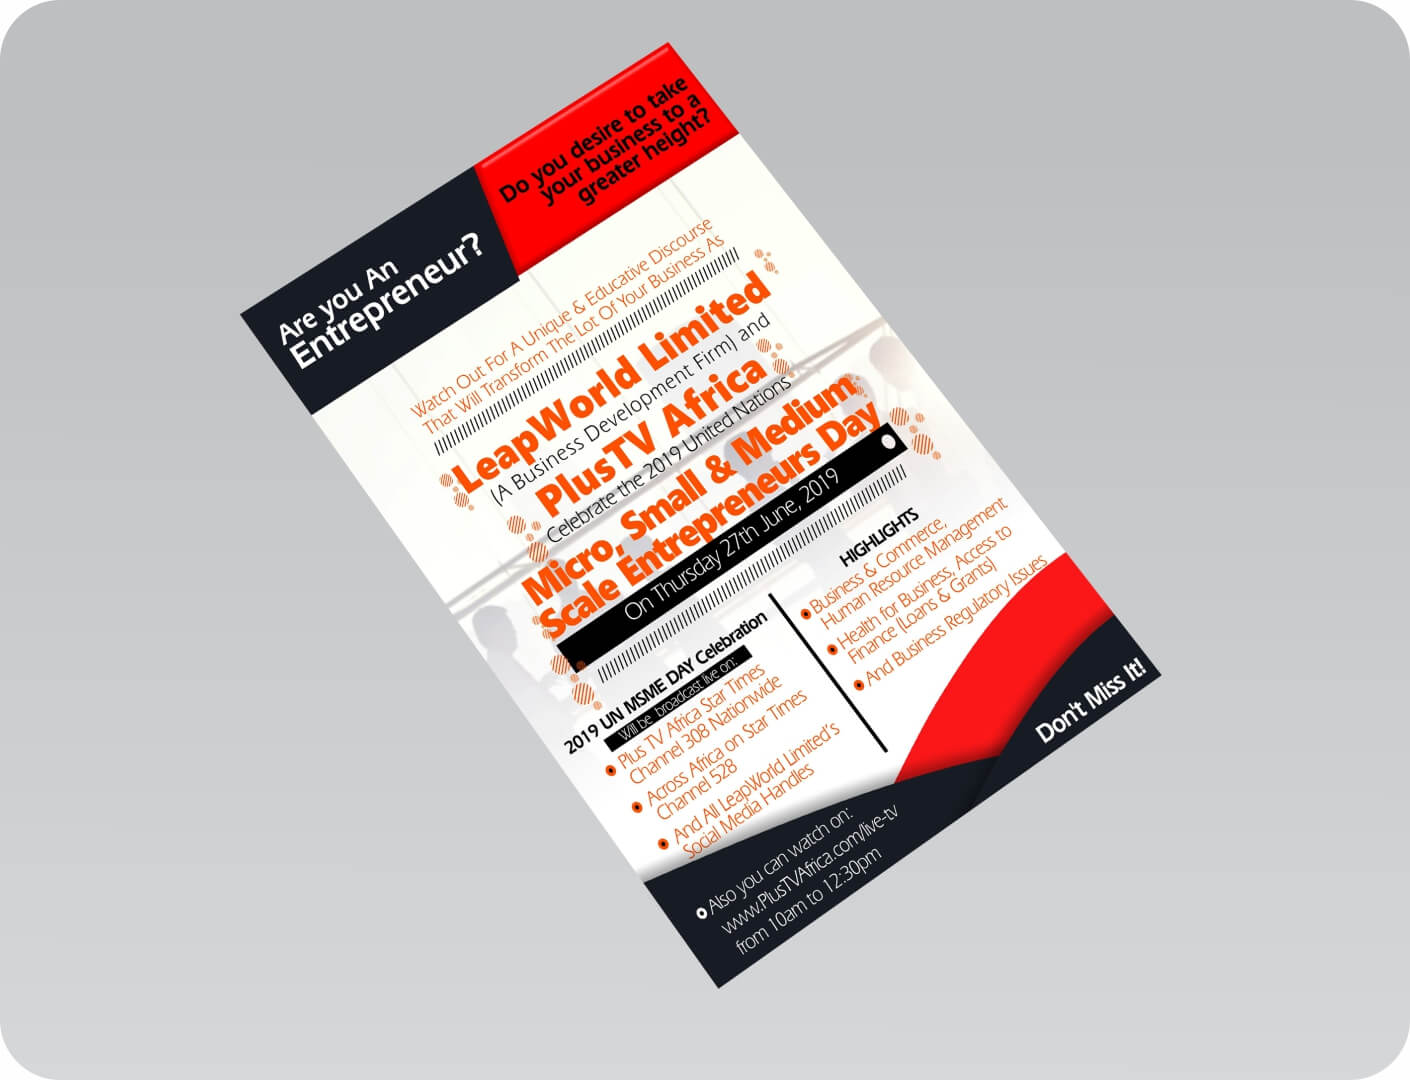 Are you An
Entrepreneur?
Do you desire to take
your business to a
greater height?
Watch Out For A Unique & Educative Discourse
That Will Transform The Lot Of Your Business As
LeapWorld Limited
(A Business Development Firm) and
PlusTV Africa
Celebrate the 2019 United Nations
Micro, Small & Medium
Scale Entrepreneurs Day
On Thursday 27th June, 2019
2019 UN MSME DAY Celebration
Will be broadcast live on:
Plus TV Africa Star Times
Channel 308 Nationwide
Across Africa on Star Times
Channel 528
And All LeapWorld Limited's
Social Media Handles
HIGHLIGHTS
Business & Commerce,
Human Resource Management
Health for Business, Access to
Finance (Loans & Grants)
And Business Regulatory Issues
Also you can watch on:
www.PlusTVAfrica.com/live-tv
from 10am to 12:30pm
Don't Miss It!